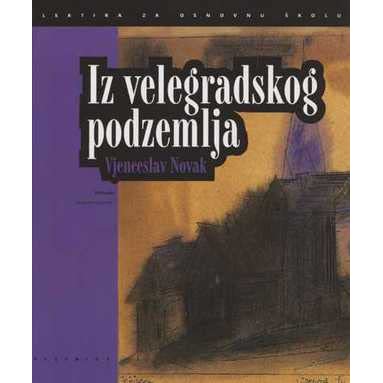 LEKTIRA ZA OSNOVNU ŠKOLU
Iz velegradskog
podzemlja
Vjenceslav Novak